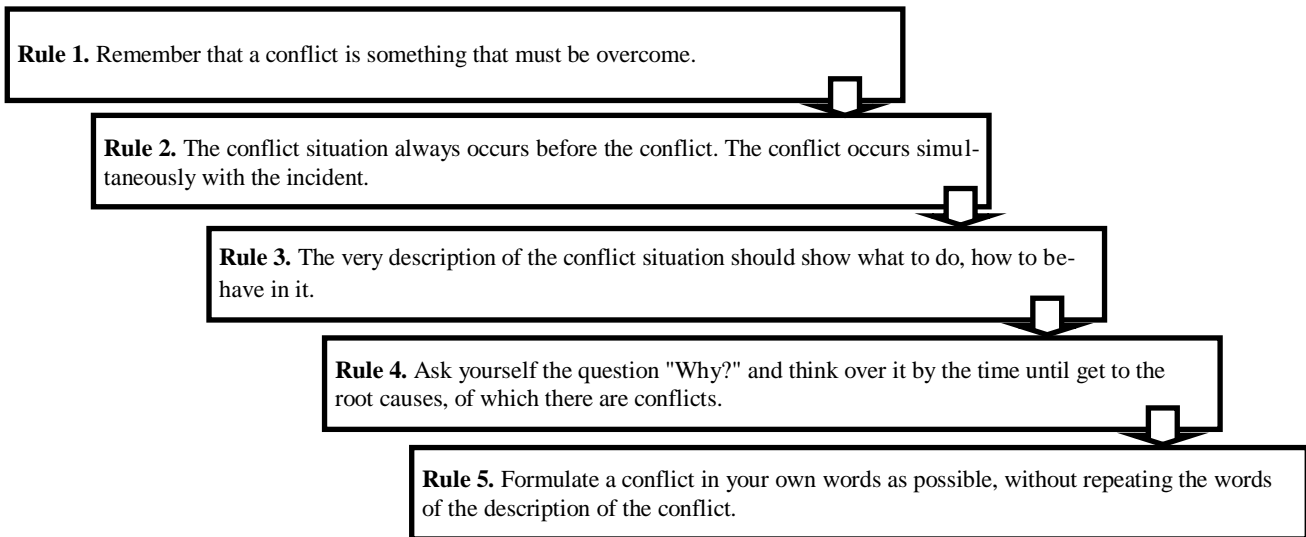 Rule 1. Remember that a conflict is something that must be overcome.
Rule 2. The conflict situation always occurs before the conflict. The conflict occurs simul-
taneously with the incident.
Rule 3. The very description of the conflict situation should show what to do, how to be-
have in it.
Rule 4. Ask yourself the question "Why?" and think over it by the time until get to the
root causes, of which there are conflicts.
Rule 5. Formulate a conflict in your own words as possible, without repeating the words
of the description of the conflict.